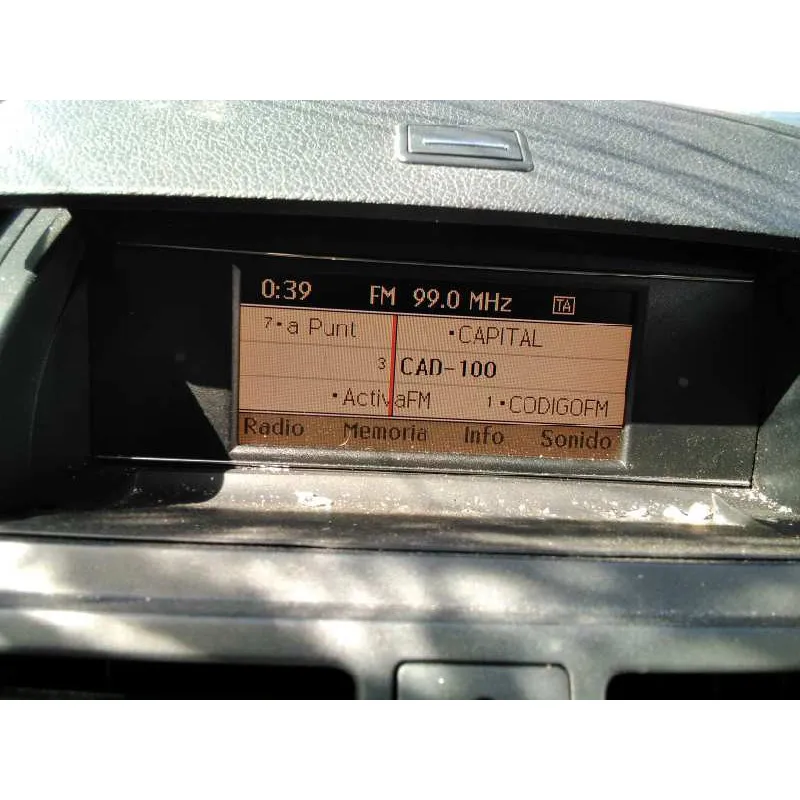 0:39 FM 99.0 MHz TA
7•a Punt •CAPITAL
3 CAD-100
•ActivaFM 1•CODIGOFM
Radio Memoria Info Sonido